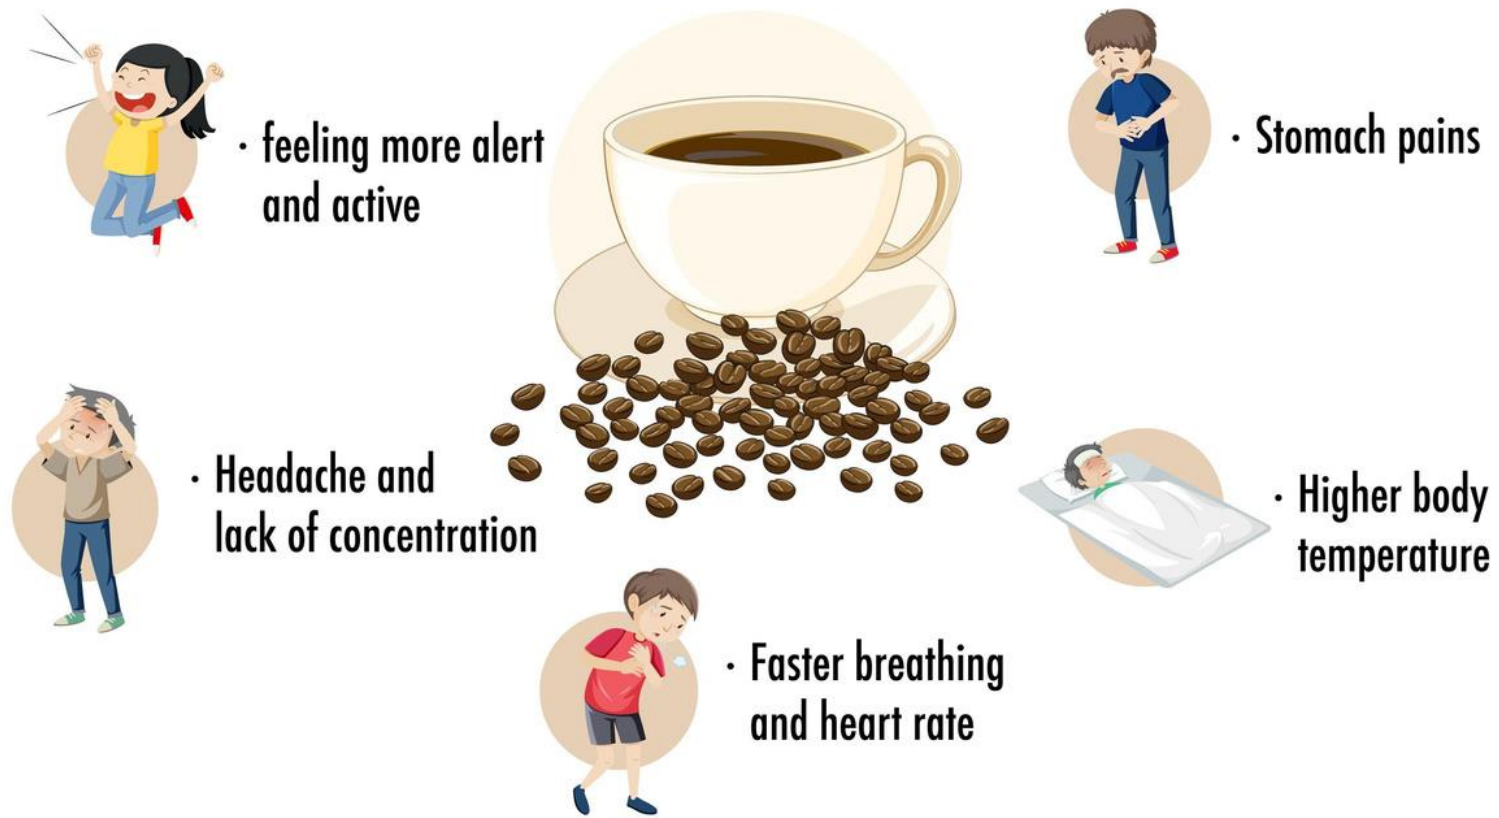 · feeling more alert
and active
· Stomach pains
· Headache and
lack of concentration
· Higher body
temperature
· Faster breathing
and heart rate